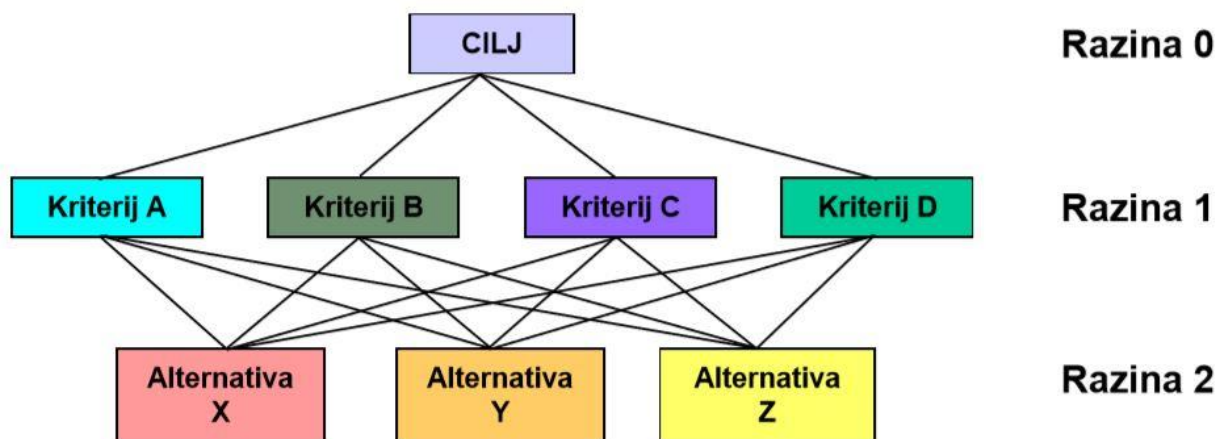 CILJ
Razina 0
Kriterij A
Kriterij B
Kriterij C
Kriterij D
Razina 1
Alternativa
X
Alternativa
Y
Alternativa
Z
Razina 2